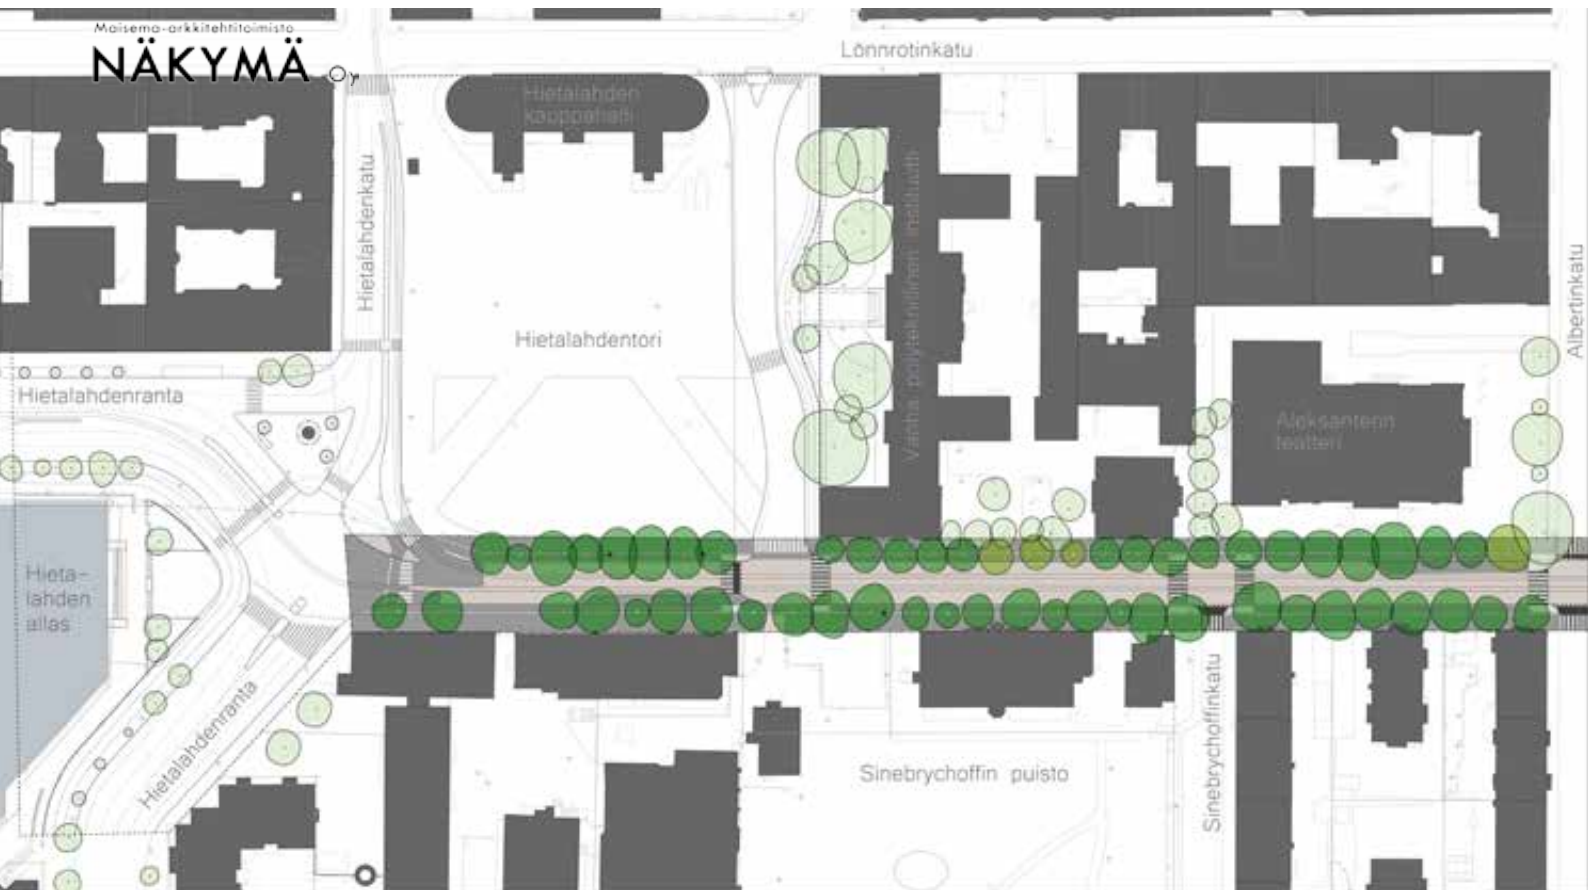 Maisema-arkkitehtitoimisto
NÄKYMÄ Oy
Lönnrotinkatu
Hietalahden
kauppahalli
Hietalahdenkatu
Hietalahdentori
Vanha polyteknillinen instituutti
Albertinkatu
Hietalahdenranta
Aleksanterin
teatteri
Hieta-
lahden
allas
Hietalahdenranta
Sinebrychoffin puisto
Sinebrychoffinkatu